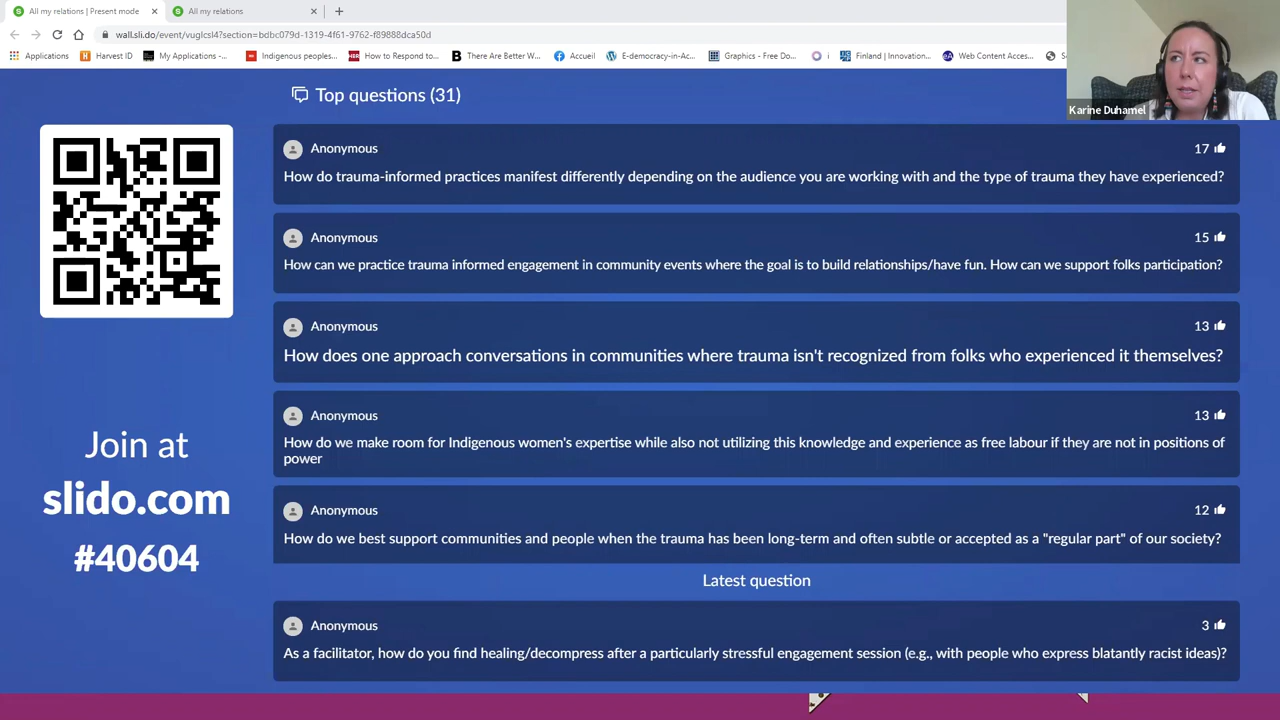 All my relations | Present mode
All my relations
wall.sli.do/event/vuglcsl4?section=bdbc079d-1319-4f61-9762-f89888dca50d
Applications
Harvest ID
My Applications -...
Indigenous peoples...
How to Respond to...
There Are Better W...
Accueil
E-democracy-in-Ac...
Graphics - Free Do...
i
Finland | Innovation...
Web Content Acces...
Karine Duhamel
Top questions (31)
Anonymous
17
How do trauma-informed practices manifest differently depending on the audience you are working with and the type of trauma they have experienced?
Anonymous
15
How can we practice trauma informed engagement in community events where the goal is to build relationships/have fun. How can we support folks participation?
Anonymous
13
How does one approach conversations in communities where trauma isn't recognized from folks who experienced it themselves?
Anonymous
13
How do we make room for Indigenous women's expertise while also not utilizing this knowledge and experience as free labour if they are not in positions of
power
Anonymous
12
How do we best support communities and people when the trauma has been long-term and often subtle or accepted as a "regular part" of our society?
Latest question
Anonymous
3
As a facilitator, how do you find healing/decompress after a particularly stressful engagement session (e.g., with people who express blatantly racist ideas)?
Join at
slido.com
#40604